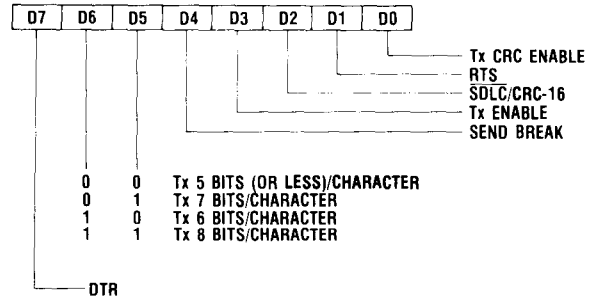 D7 D6 D5 D4 D3 D2 D1 D0
Tx CRC ENABLE
RTS
SDLC/CRC-16
Tx ENABLE
SEND BREAK
0 0 Tx 5 BITS (OR LESS)/CHARACTER
0 1 Tx 7 BITS/CHARACTER
1 0 Tx 6 BITS/CHARACTER
1 1 Tx 8 BITS/CHARACTER
DTR